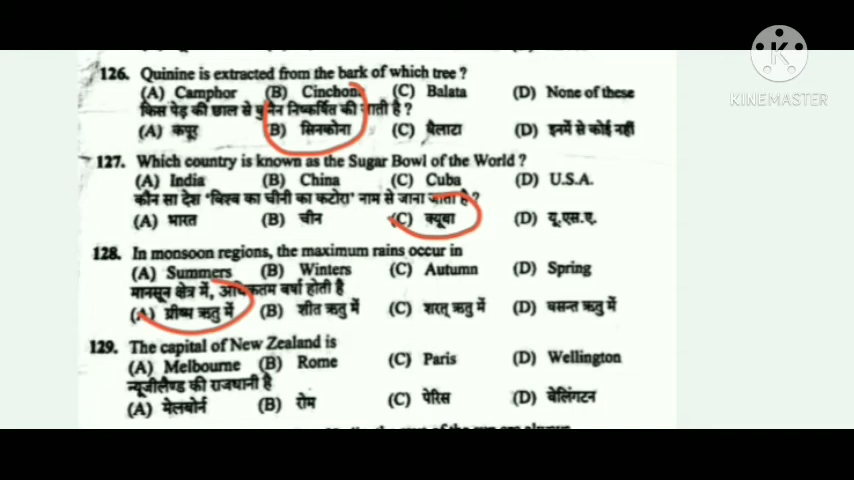 KINEMASTER
126. Quinine is extracted from the bark of which tree ?
(A) Camphor (B) Cinchona (C) Balata (D) None of these
किस पेड़ की छाल से कुनैन निष्कर्षित की जाती है ?
(A) कपूर (B) सिनकोना (C) बैलाटा (D) इनमें से कोई नहीं
127. Which country is known as the Sugar Bowl of the World ?
(A) India (B) China (C) Cuba (D) U.S.A.
कौन सा देश ‘विश्व का चीनी का कटोरा’ नाम से जाना जाता है ?
(A) भारत (B) चीन (C) क्यूबा (D) यू.एस.ए.
128. In monsoon regions, the maximum rains occur in
(A) Summers (B) Winters (C) Autumn (D) Spring
मानसून क्षेत्र में, अधिकतम वर्षा होती है
(A) ग्रीष्म ऋतु में (B) शीत ऋतु में (C) शरत् ऋतु में (D) वसन्त ऋतु में
129. The capital of New Zealand is
(A) Melbourne (B) Rome (C) Paris (D) Wellington
न्यूजीलैण्ड की राजधानी है
(A) मेलबोर्न (B) रोम (C) पेरिस (D) वेलिंगटन